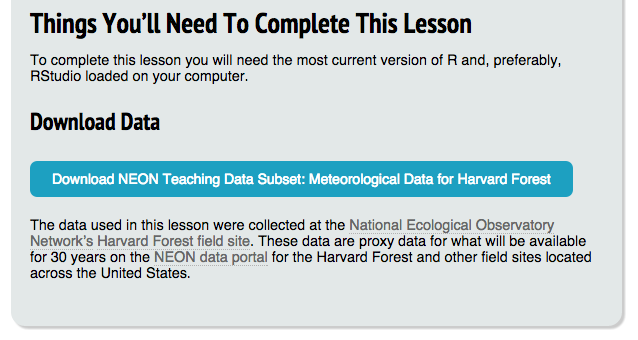 Things You’ll Need To Complete This Lesson
To complete this lesson you will need the most current version of R and, preferably,
RStudio loaded on your computer.
Download Data
Download NEON Teaching Data Subset: Meteorological Data for Harvard Forest
The data used in this lesson were collected at the National Ecological Observatory
Network’s Harvard Forest field site. These data are proxy data for what will be available
for 30 years on the NEON data portal for the Harvard Forest and other field sites located
across the United States.